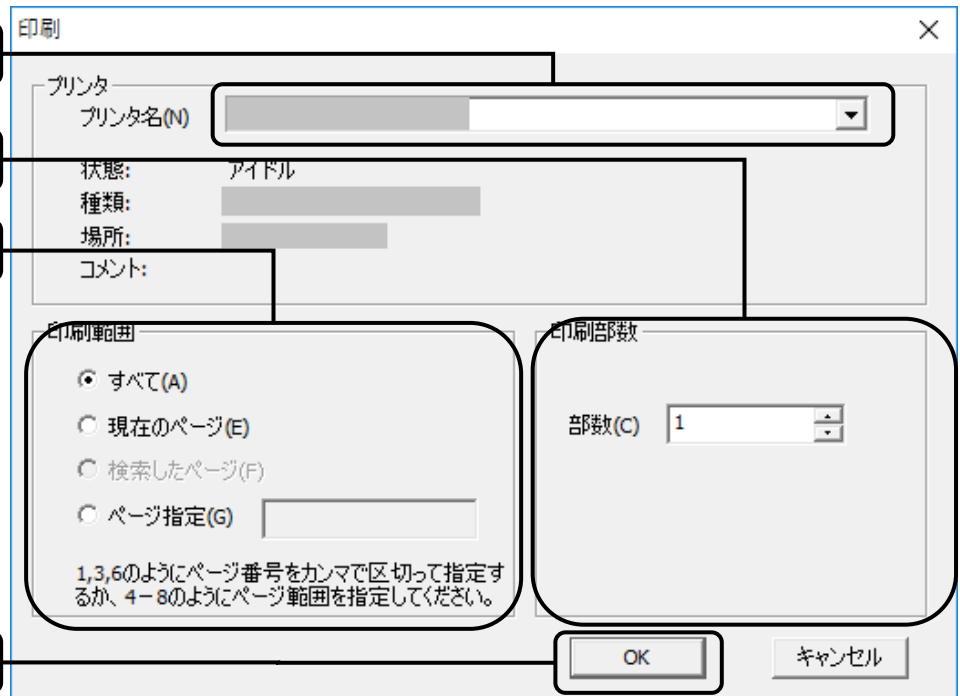 印刷
プリンタ
プリンタ名(N)
状態: アイドル
種類:
場所:
コメント:
印刷範囲
すべて(A)
現在のページ(E)
検索したページ(F)
ページ指定(G)
1,3,6のようにページ番号をカンマで区切って指定す
るか、4－8のようにページ範囲を指定してください。
印刷部数
部数(C) 1
OK キャンセル